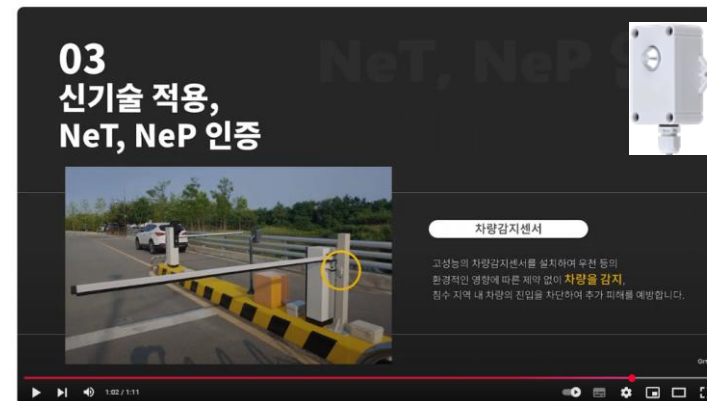 03
신기술 적용,
NeT, NeP 인증
NeT, NeP
차량감지센서
고성능의 차량감지센서를 설치하여 우천 등의
환경적인 영향에 따른 제약 없이 차량을 감지,
침수 지역 내 차량의 진입을 차단하여 추가 피해를 예방합니다.
1:02 / 1:11